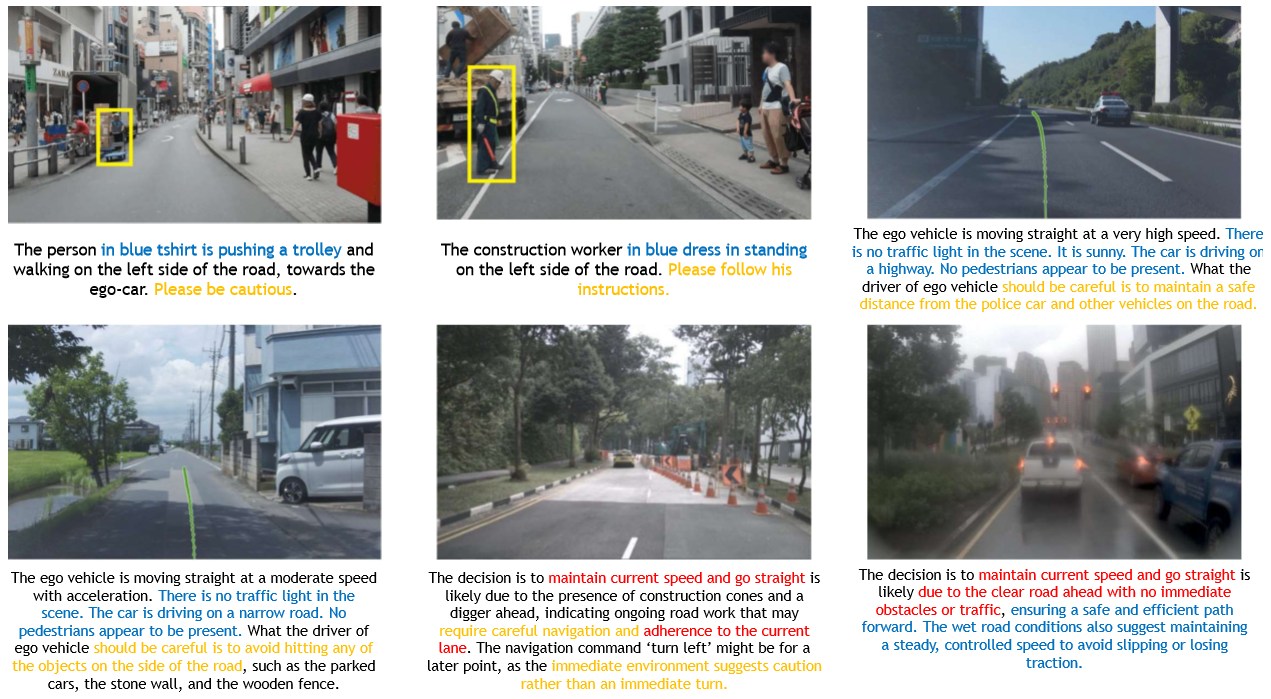 ZARA
The person in blue tshirt is pushing a trolley and
walking on the left side of the road, towards the
ego-car. Please be cautious.
The construction worker in blue dress in standing
on the left side of the road. Please follow his
instructions.
The ego vehicle is moving straight at a very high speed. There
is no traffic light in the scene. It is sunny. The car is driving on
a highway. No pedestrians appear to be present. What the
driver of ego vehicle should be careful is to maintain a safe
distance from the police car and other vehicles on the road.
The ego vehicle is moving straight at a moderate speed
with acceleration. There is no traffic light in the
scene. The car is driving on a narrow road. No
pedestrians appear to be present. What the driver of
ego vehicle should be careful is to avoid hitting any of
the objects on the side of the road, such as the parked
cars, the stone wall, and the wooden fence.
The decision is to maintain current speed and go straight is
likely due to the presence of construction cones and a
digger ahead, indicating ongoing road work that may
require careful navigation and adherence to the current
lane. The navigation command ‘turn left’ might be for a
later point, as the immediate environment suggests caution
rather than an immediate turn.
The decision is to maintain current speed and go straight is
likely due to the clear road ahead with no immediate
obstacles or traffic, ensuring a safe and efficient path
forward. The wet road conditions also suggest maintaining
a steady, controlled speed to avoid slipping or losing
traction.